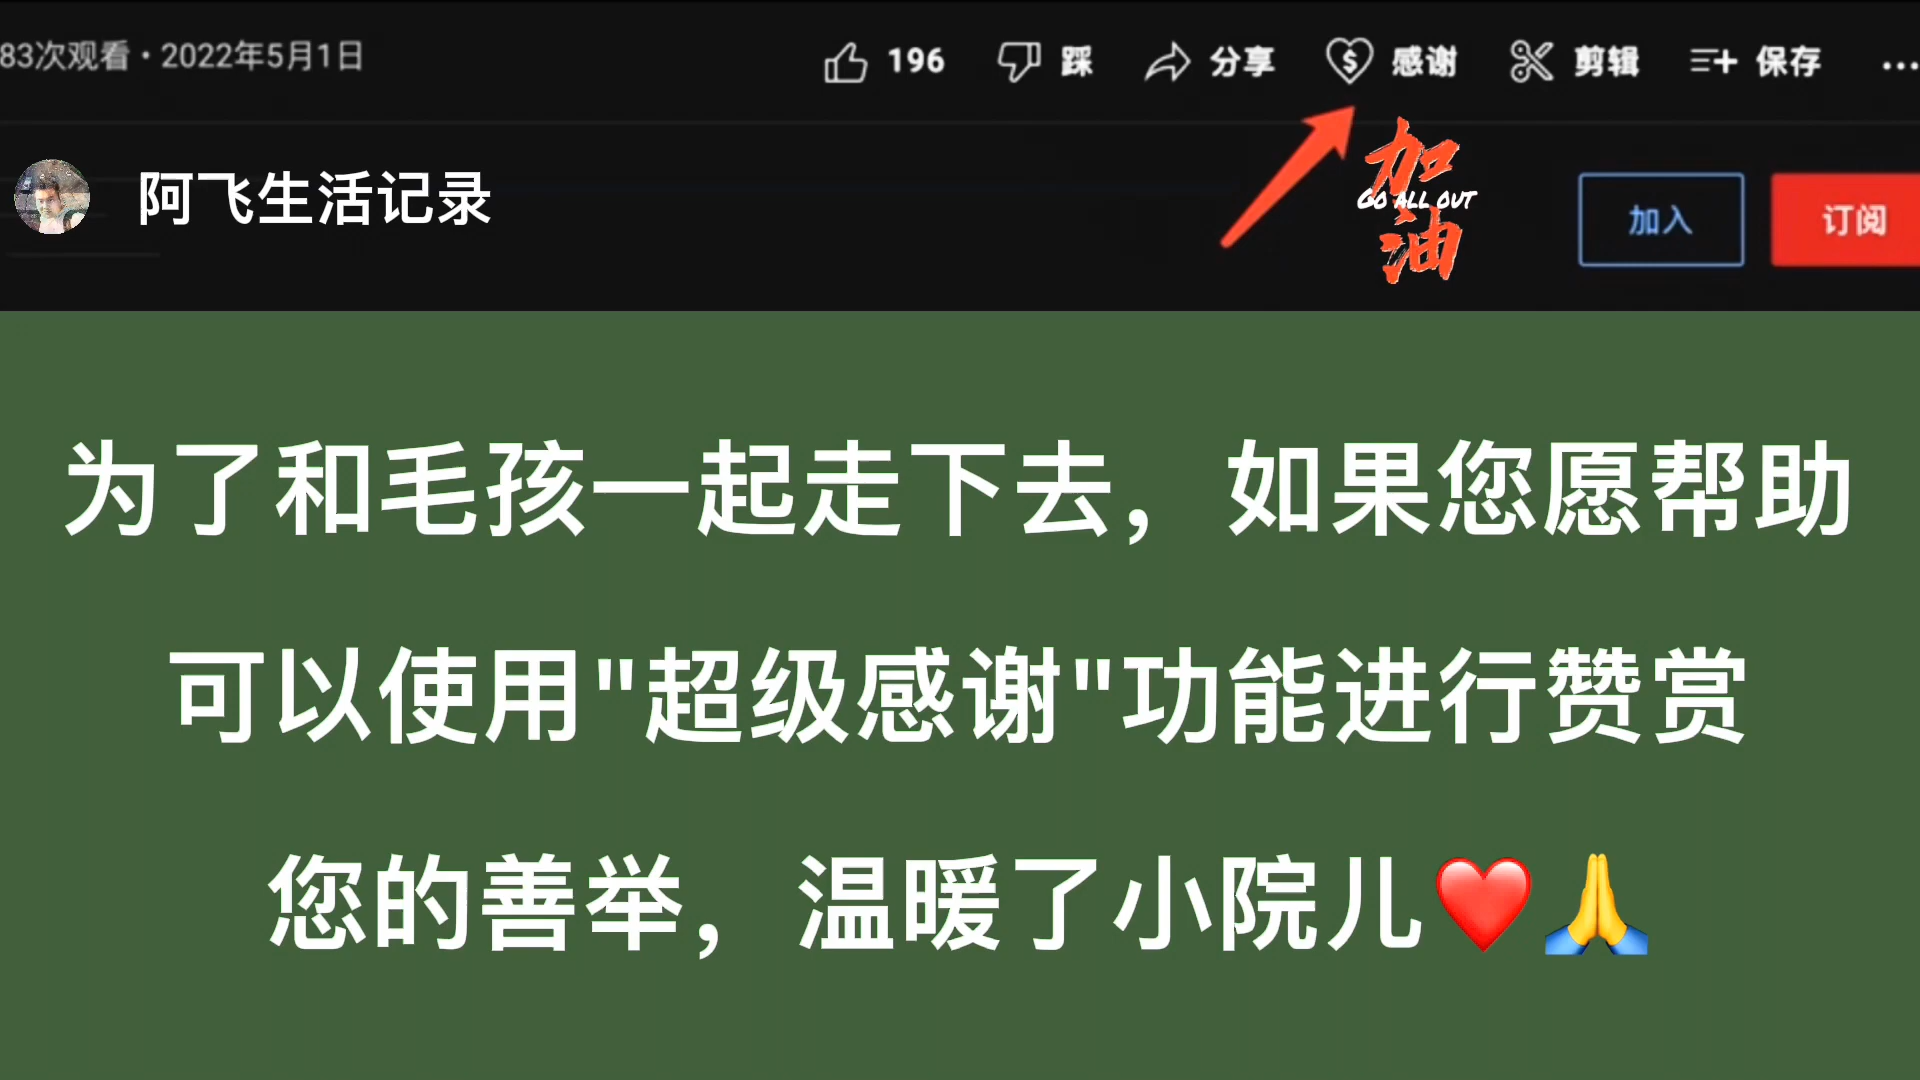 83次观看・2022年5月1日
196 踩 分享 感谢 剪辑 保存 ...
阿飞生活记录
加油
GO ALL OUT
加入 订阅
为了和毛孩一起走下去，如果您愿帮助
可以使用"超级感谢"功能进行赞赏
您的善举，温暖了小院儿❤️🙏